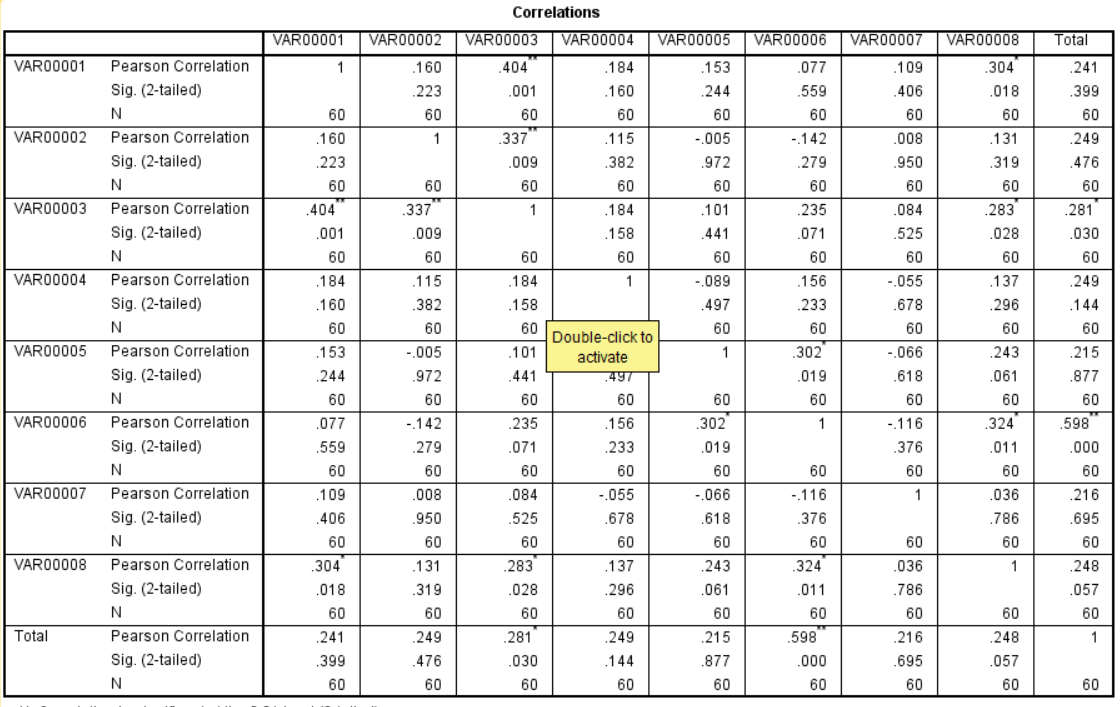 Correlations
VAR00001 VAR00002 VAR00003 VAR00004 VAR00005 VAR00006 VAR00007 VAR00008 Total
VAR00001 Pearson Correlation 1 .160 .404** .184 .153 .077 .109 .304* .241
Sig. (2-tailed) .223 .001 .160 .244 .559 .406 .018 .399
N 60 60 60 60 60 60 60 60 60
VAR00002 Pearson Correlation .160 1 .337** .115 -.005 -.142 .008 .131 .249
Sig. (2-tailed) .223 .009 .382 .972 .279 .950 .319 .476
N 60 60 60 60 60 60 60 60 60
VAR00003 Pearson Correlation .404** .337** 1 .184 .101 .235 .084 .283* .281*
Sig. (2-tailed) .001 .009 .158 .441 .071 .525 .028 .030
N 60 60 60 60 60 60 60 60 60
VAR00004 Pearson Correlation .184 .115 .184 1 -.089 .156 -.055 .137 .249
Sig. (2-tailed) .160 .382 .158 .497 .233 .678 .296 .144
N 60 60 60 60 60 60 60 60
Double-click to
activate
VAR00005 Pearson Correlation .153 -.005 .101 1 .302* -.066 .243 .215
Sig. (2-tailed) .244 .972 .441 .497 .019 .618 .061 .877
N 60 60 60 60 60 60 60 60 60
VAR00006 Pearson Correlation .077 -.142 .235 .156 .302* 1 -.116 .324* .598**
Sig. (2-tailed) .559 .279 .071 .233 .019 .376 .011 .000
N 60 60 60 60 60 60 60 60 60
VAR00007 Pearson Correlation .109 .008 .084 -.055 -.066 -.116 1 .036 .216
Sig. (2-tailed) .406 .950 .525 .678 .618 .376 .786 .695
N 60 60 60 60 60 60 60 60 60
VAR00008 Pearson Correlation .304* .131 .283* .137 .243 .324* .036 1 .248
Sig. (2-tailed) .018 .319 .028 .296 .061 .011 .786 .057
N 60 60 60 60 60 60 60 60 60
Total Pearson Correlation .241 .249 .281* .249 .215 .598** .216 .248 1
Sig. (2-tailed) .399 .476 .030 .144 .877 .000 .695 .057
N 60 60 60 60 60 60 60 60 60